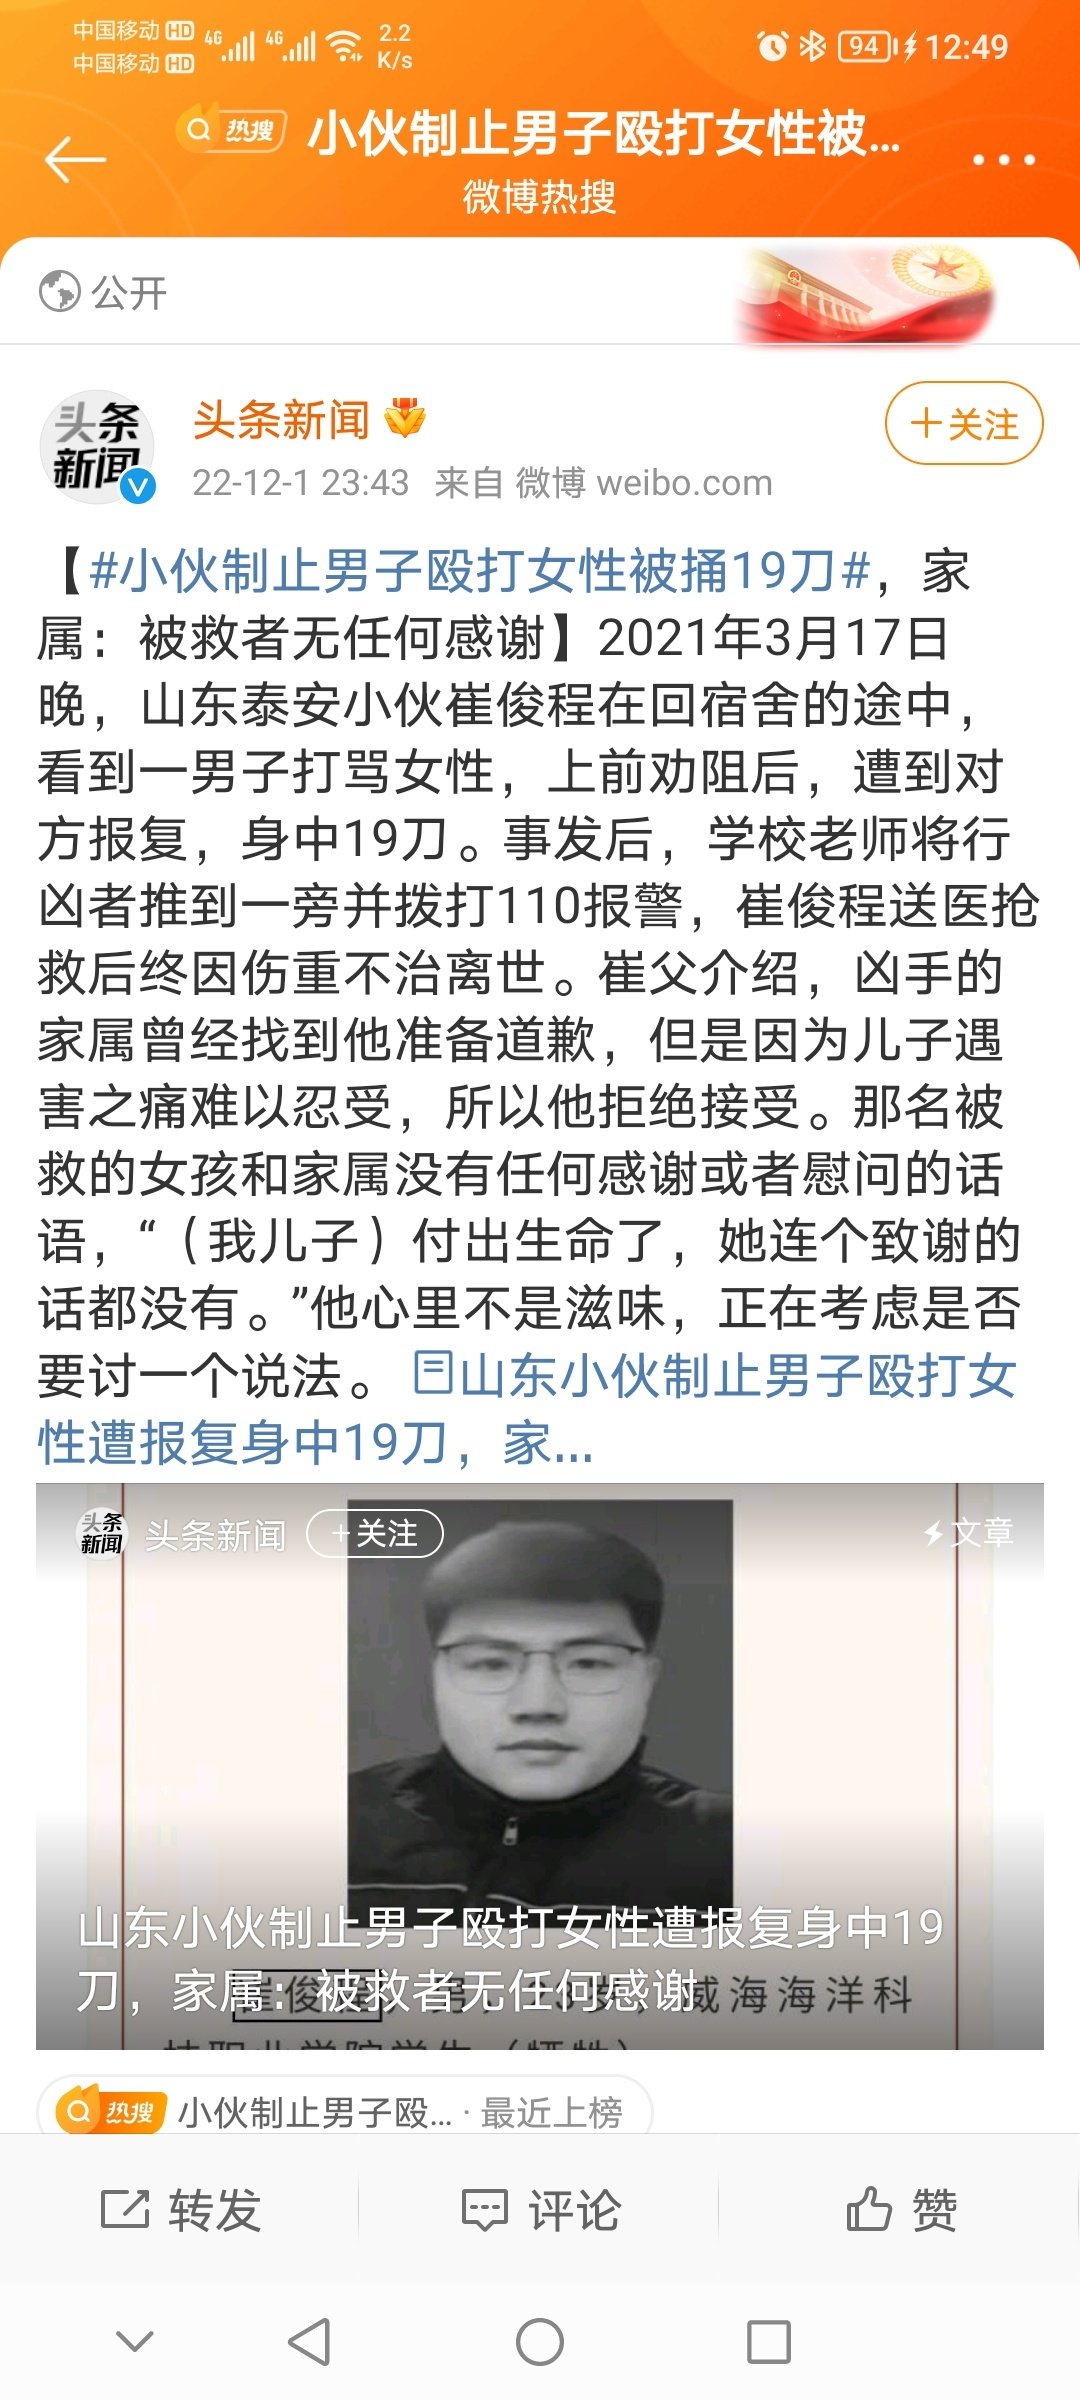 中国移动 HD 4G 4G 2.2 K/s 94 12:49
中国移动 HD
热搜 小伙制止男子殴打女性被...
微博热搜
公开
头条新闻
头条新闻
+关注
22-12-1 23:43 来自 微博 weibo.com
【#小伙制止男子殴打女性被捅19刀#，家
属：被救者无任何感谢】2021年3月17日
晚，山东泰安小伙崔俊程在回宿舍的途中，
看到一男子打骂女性，上前劝阻后，遭到对
方报复，身中19刀。事发后，学校老师将行
凶者推到一旁并拨打110报警，崔俊程送医抢
救后终因伤重不治离世。崔父介绍，凶手的
家属曾经找到他准备道歉，但是因为儿子遇
害之痛难以忍受，所以他拒绝接受。那名被
救的女孩和家属没有任何感谢或者慰问的话
语，“（我儿子）付出生命了，她连个致谢的
话都没有。”他心里不是滋味，正在考虑是否
要讨一个说法。山东小伙制止男子殴打女
性遭报复身中19刀，家...
头条新闻 头条新闻 +关注 文章
山东小伙制止男子殴打女性遭报复身中19
刀，家属：被救者无任何感谢
威海海洋科
热搜 小伙制止男子殴... · 最近上榜
转发 评论 赞